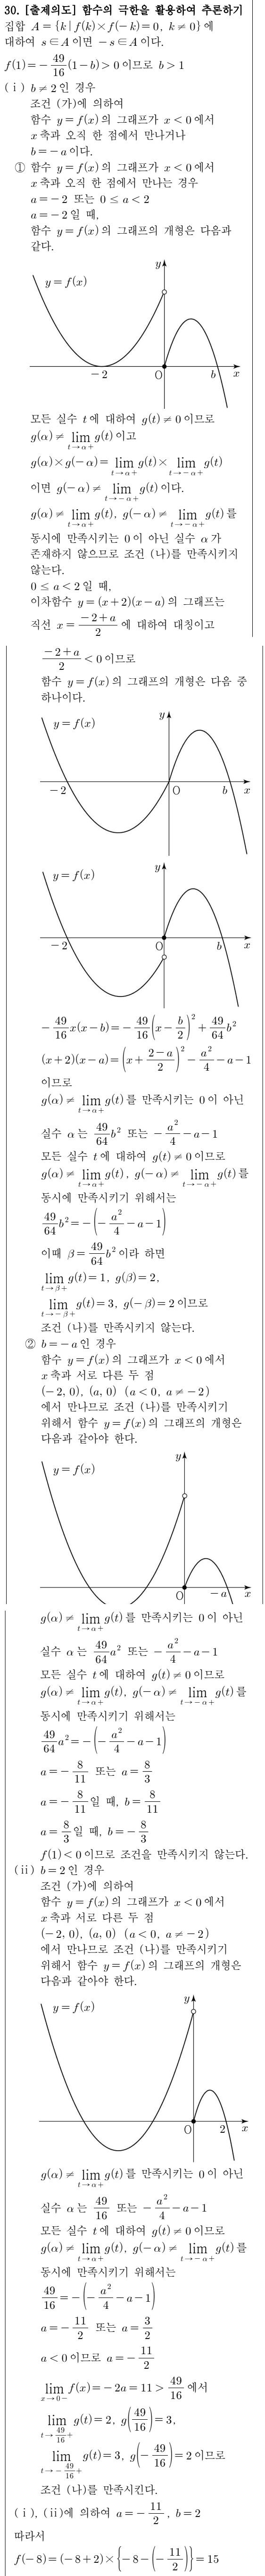 30. [출제의도] 함수의 극한을 활용하여 추론하기
집합 A = {k | f(k)×f(-k) = 0, k ≠ 0} 에
대하여 s∈A 이면 -s∈A 이다.
f(1) = -49/16(1-b) > 0 이므로 b > 1
(ⅰ) b ≠ 2 인 경우
조건 (가)에 의하여
함수 y = f(x) 의 그래프가 x < 0 에서
x 축과 오직 한 점에서 만나거나
b = -a 이다.
① 함수 y = f(x) 의 그래프가 x < 0 에서
x 축과 오직 한 점에서 만나는 경우
a = -2 또는 0 ≤ a < 2
a = -2 일 때,
함수 y = f(x) 의 그래프의 개형은 다음과
같다.
y = f(x) y
-2 O b x
모든 실수 t 에 대하여 g(t) ≠ 0 이므로
g(α) ≠ lim_{t→α+} g(t) 이고
g(α)×g(-α) = lim_{t→α+} g(t) × lim_{t→-α+} g(t)
이면 g(-α) ≠ lim_{t→-α+} g(t) 이다.
g(α) ≠ lim_{t→α+} g(t), g(-α) ≠ lim_{t→-α+} g(t) 를
동시에 만족시키는 0 이 아닌 실수 α 가
존재하지 않으므로 조건 (나)를 만족시키지
않는다.
0 ≤ a < 2 일 때,
이차함수 y = (x+2)(x-a) 의 그래프는
직선 x = (-2+a)/2 에 대하여 대칭이고
(-2+a)/2 < 0 이므로
함수 y = f(x) 의 그래프의 개형은 다음 중
하나이다.
y = f(x) y
-2 O b x
y = f(x) y
-2 O b x
-49/16 x(x-b) = -49/16(x - b/2)² + 49/64 b²
(x+2)(x-a) = (x + (2-a)/2)² - a²/4 - a - 1
이므로
g(α) ≠ lim_{t→α+} g(t) 를 만족시키는 0 이 아닌
실수 α 는 49/64 b² 또는 -a²/4 - a - 1
모든 실수 t 에 대하여 g(t) ≠ 0 이므로
g(α) ≠ lim_{t→α+} g(t), g(-α) ≠ lim_{t→-α+} g(t) 를
동시에 만족시키기 위해서는
49/64 b² = -(-a²/4 - a - 1)
이때 β = 49/64 b² 이라 하면
lim_{t→β+} g(t) = 1, g(β) = 2,
lim_{t→-β+} g(t) = 3, g(-β) = 2 이므로
조건 (나)를 만족시키지 않는다.
② b = -a 인 경우
함수 y = f(x) 의 그래프가 x < 0 에서
x 축과 서로 다른 두 점
(-2, 0), (a, 0) (a < 0, a ≠ -2)
에서 만나므로 조건 (나)를 만족시키기
위해서 함수 y = f(x) 의 그래프의 개형은
다음과 같아야 한다.
y = f(x) y
O -a x
g(α) ≠ lim_{t→α+} g(t) 를 만족시키는 0 이 아닌
실수 α 는 49/64 a² 또는 -a²/4 - a - 1
모든 실수 t 에 대하여 g(t) ≠ 0 이므로
g(α) ≠ lim_{t→α+} g(t), g(-α) ≠ lim_{t→-α+} g(t) 를
동시에 만족시키기 위해서는
49/64 a² = -(-a²/4 - a - 1)
a = -8/11 또는 a = 8/3
a = -8/11 일 때, b = 8/11
a = 8/3 일 때, b = -8/3
f(1) < 0 이므로 조건을 만족시키지 않는다.
(ⅱ) b = 2 인 경우
조건 (가)에 의하여
함수 y = f(x) 의 그래프가 x < 0 에서
x 축과 서로 다른 두 점
(-2, 0), (a, 0) (a < 0, a ≠ -2)
에서 만나므로 조건 (나)를 만족시키기
위해서 함수 y = f(x) 의 그래프의 개형은
다음과 같아야 한다.
y = f(x) y
O 2 x
g(α) ≠ lim_{t→α+} g(t) 를 만족시키는 0 이 아닌
실수 α 는 49/16 또는 -a²/4 - a - 1
모든 실수 t 에 대하여 g(t) ≠ 0 이므로
g(α) ≠ lim_{t→α+} g(t), g(-α) ≠ lim_{t→-α+} g(t) 를
동시에 만족시키기 위해서는
49/16 = -(-a²/4 - a - 1)
a = -11/2 또는 a = 3/2
a < 0 이므로 a = -11/2
lim_{x→0-} f(x) = -2a = 11 > 49/16 에서
lim_{t→49/16+} g(t) = 2, g(49/16) = 3,
lim_{t→-49/16+} g(t) = 3, g(-49/16) = 2 이므로
조건 (나)를 만족시킨다.
(ⅰ), (ⅱ)에 의하여 a = -11/2, b = 2
따라서
f(-8) = (-8+2) × {-8 - (-11/2)} = 15